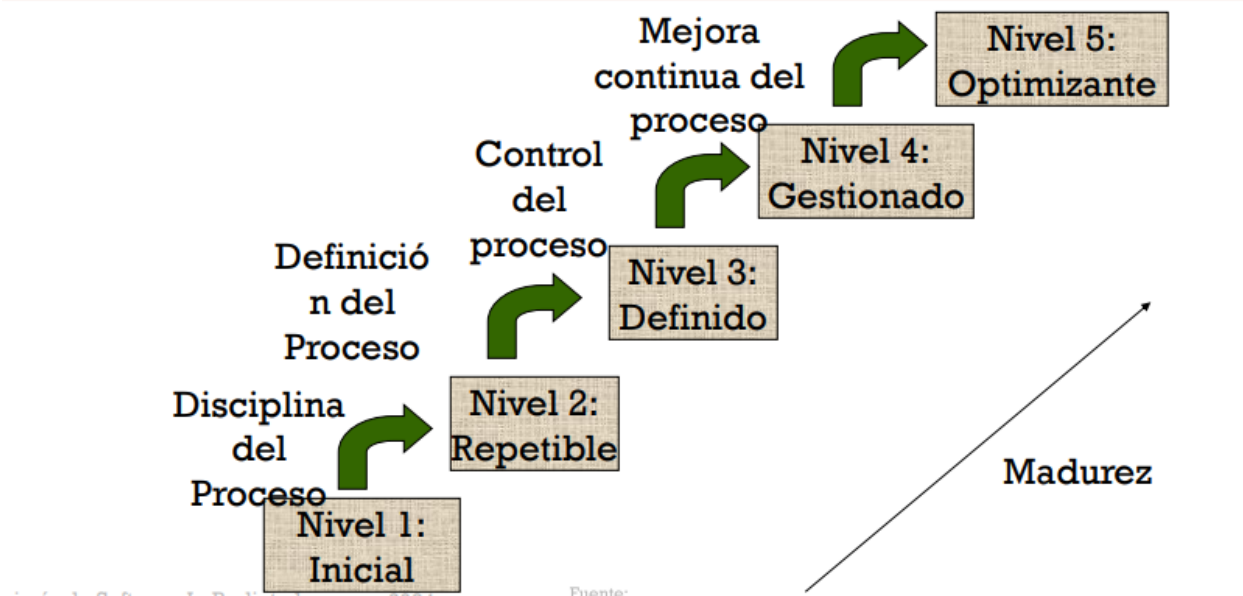 Mejora
continua del
proceso
Nivel 5:
Optimizante
Control
del
proceso
Nivel 4:
Gestionado
Definició
n del
Proceso
Nivel 3:
Definido
Disciplina
del
Proceso
Nivel 2:
Repetible
Nivel 1:
Inicial
Madurez
Fuente: